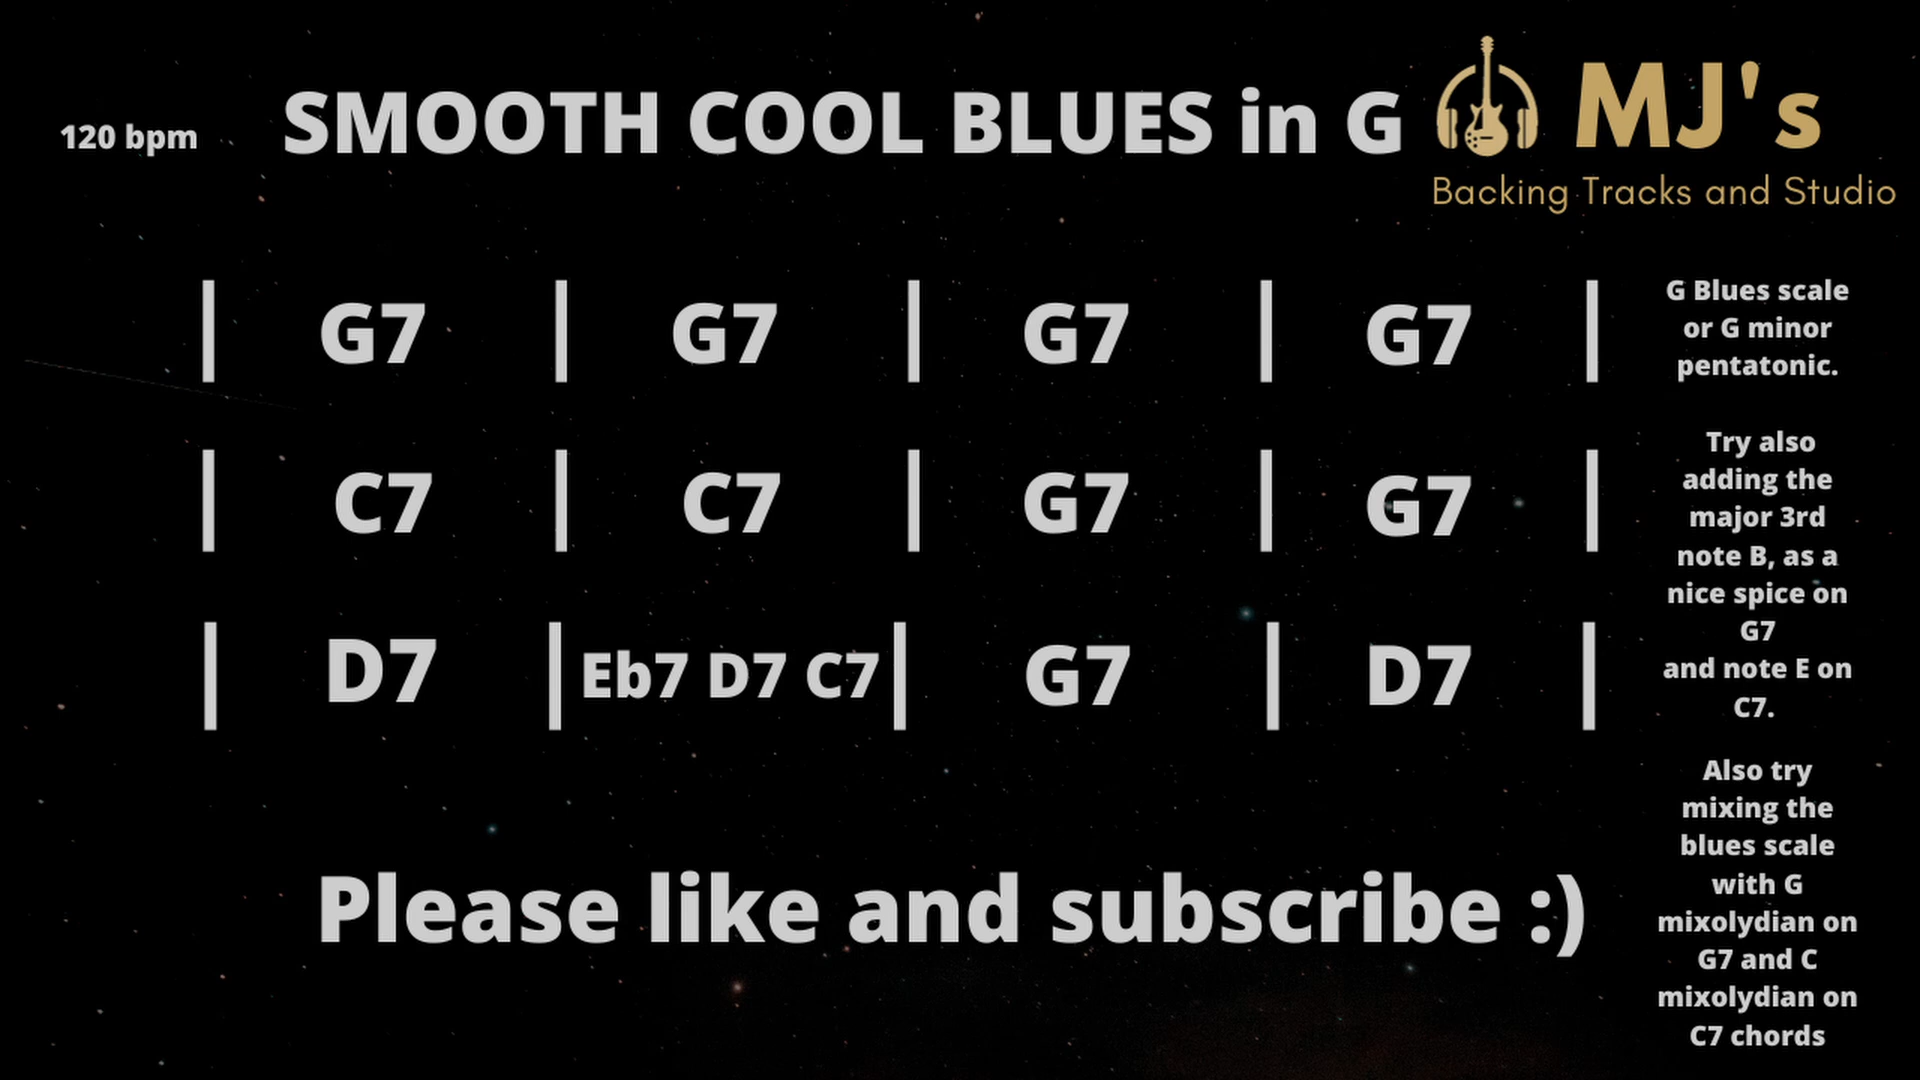 120 bpm
SMOOTH COOL BLUES in G
MJ's
Backing Tracks and Studio
| G7 | G7 | G7 | G7 |
| C7 | C7 | G7 | G7 |
| D7 | Eb7 D7 C7 | G7 | D7 |
Please like and subscribe :)
G Blues scale
or G minor
pentatonic.
Try also
adding the
major 3rd
note B, as a
nice spice on
G7
and note E on
C7.
Also try
mixing the
blues scale
with G
mixolydian on
G7 and C
mixolydian on
C7 chords